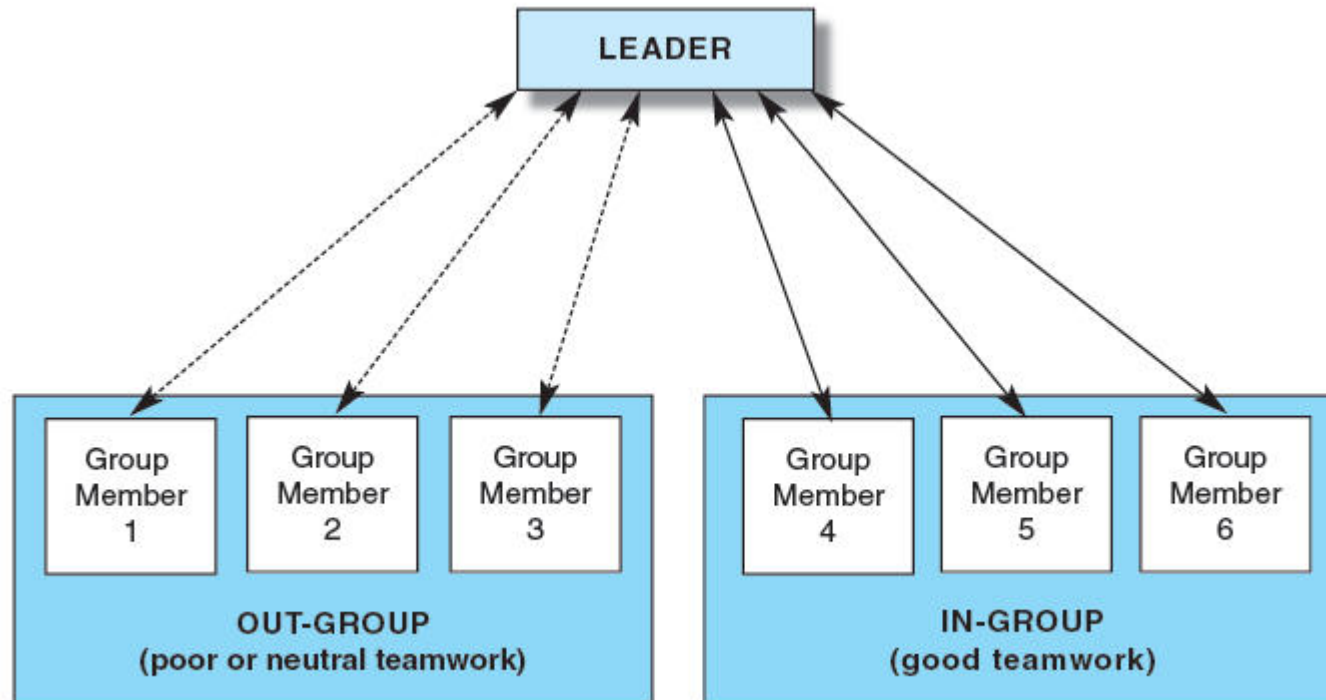 LEADER
Group
Member
1
Group
Member
2
Group
Member
3
OUT-GROUP
(poor or neutral teamwork)
Group
Member
4
Group
Member
5
Group
Member
6
IN-GROUP
(good teamwork)